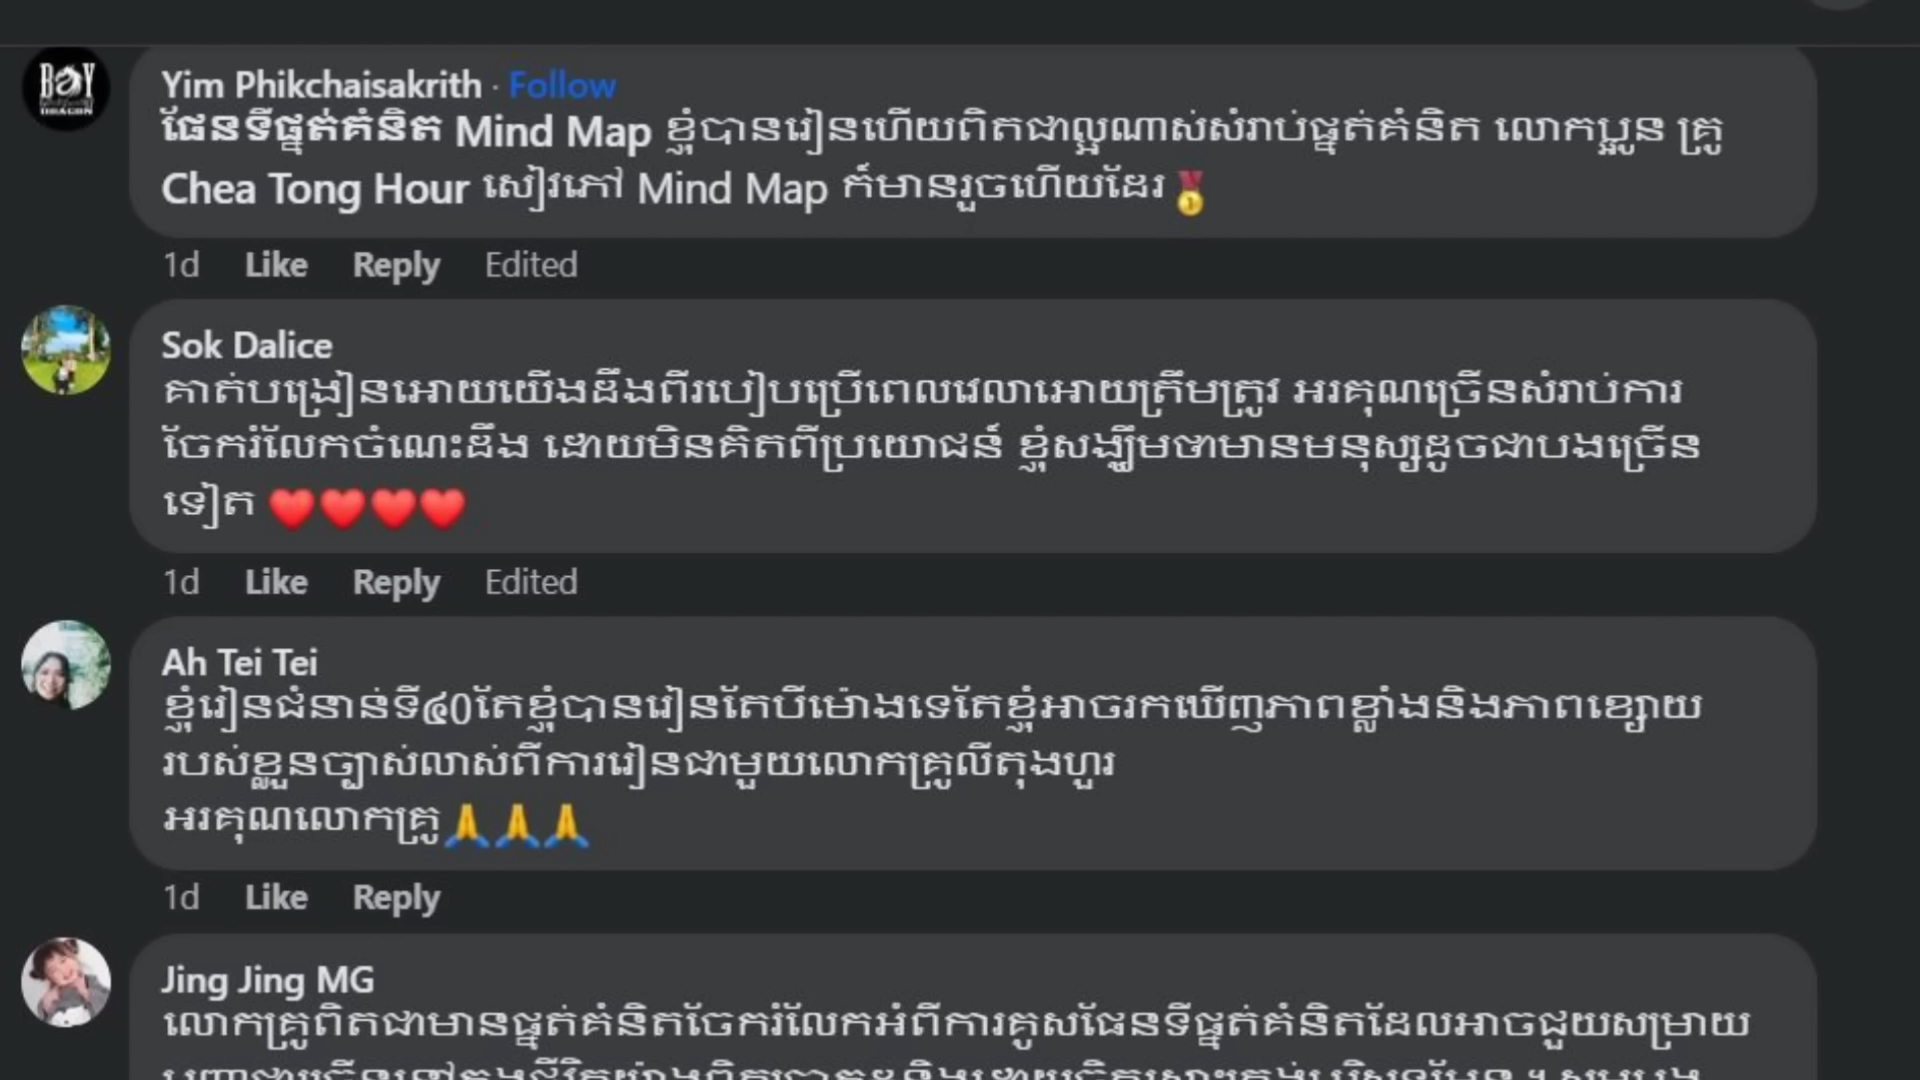 BOY
DRAGON
Yim Phikchaisakrith · Follow
ផែនទីផ្នត់គំនិត Mind Map ខ្ញុំបានរៀនហើយពិតជាល្អណាស់សំរាប់ផ្នត់គំនិត លោកប្អូន គ្រូ
Chea Tong Hour សៀវភៅ Mind Map ក៏មានរួចហើយដែរ🏅
1d Like Reply Edited
Sok Dalice
គាត់បង្រៀនអោយយើងដឹងពីរបៀបប្រើពេលវេលាអោយត្រឹមត្រូវ អរគុណច្រើនសំរាប់ការ
ចែករំលែកចំណេះដឹង ដោយមិនគិតពីប្រយោជន៍ ខ្ញុំសង្ឃឹមថាមានមនុស្សដូចជាបងច្រើន
ទៀត ❤️❤️❤️❤️
1d Like Reply Edited
Ah Tei Tei
ខ្ញុំរៀនជំនាន់ទី៤0តែខ្ញុំបានរៀនតែបីម៉ោងទេតែខ្ញុំអាចរកឃើញភាពខ្លាំងនិងភាពខ្សោយ
របស់ខ្លួនច្បាស់លាស់ពីការរៀនជាមួយលោកគ្រូលីតុងហួរ
អរគុណលោកគ្រូ🙏🙏🙏
1d Like Reply
Jing Jing MG
លោកគ្រូពិតជាមានផ្នត់គំនិតចែករំលែកអំពីការគូសផែនទីផ្នត់គំនិតដែលអាចជួយសម្រាយ